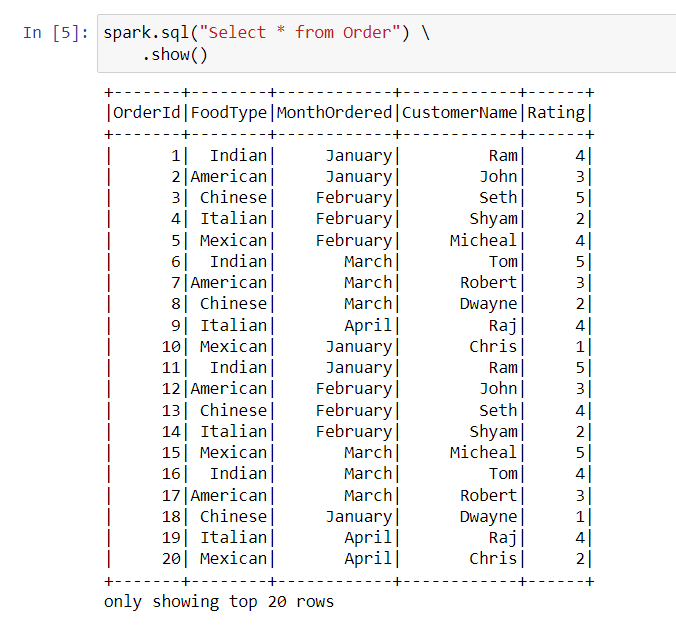 In [5]: spark.sql("Select * from Order") \
.show()
+-------+--------+------------+------------+------+
|OrderId|FoodType|MonthOrdered|CustomerName|Rating|
+-------+--------+------------+------------+------+
|      1|  Indian|     January|         Ram|     4|
|      2|American|     January|        John|     3|
|      3| Chinese|    February|        Seth|     5|
|      4| Italian|    February|       Shyam|     2|
|      5| Mexican|    February|     Micheal|     4|
|      6|  Indian|       March|         Tom|     5|
|      7|American|       March|      Robert|     3|
|      8| Chinese|       March|      Dwayne|     2|
|      9| Italian|       April|         Raj|     4|
|     10| Mexican|     January|       Chris|     1|
|     11|  Indian|     January|         Ram|     5|
|     12|American|    February|        John|     3|
|     13| Chinese|    February|        Seth|     4|
|     14| Italian|    February|       Shyam|     2|
|     15| Mexican|       March|     Micheal|     5|
|     16|  Indian|       March|         Tom|     4|
|     17|American|       March|      Robert|     3|
|     18| Chinese|     January|      Dwayne|     1|
|     19| Italian|       April|         Raj|     4|
|     20| Mexican|       April|       Chris|     2|
+-------+--------+------------+------------+------+
only showing top 20 rows